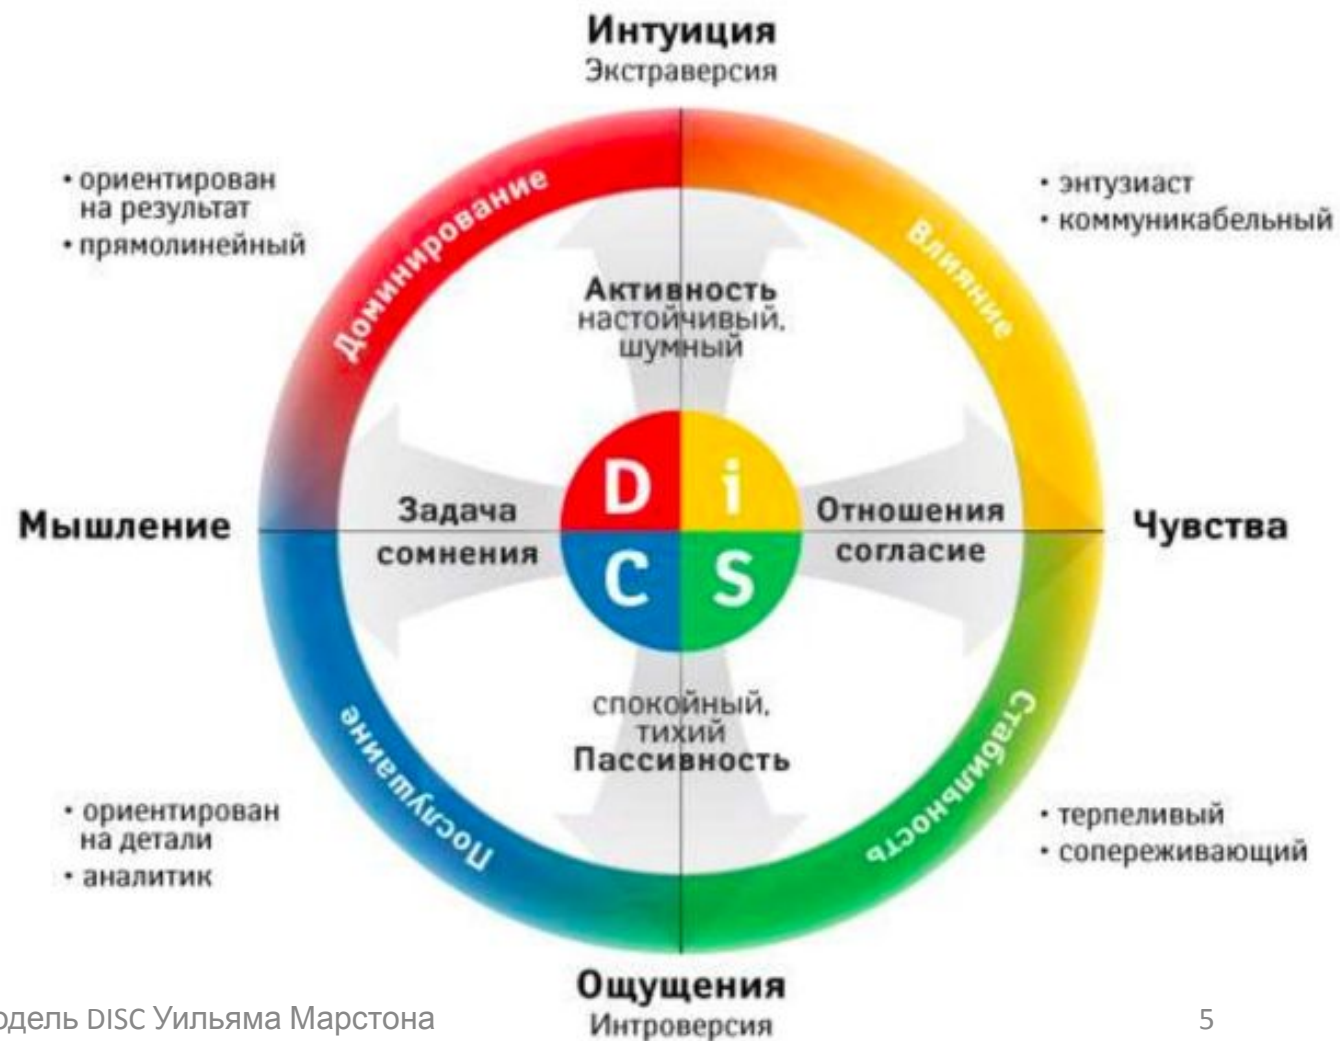 Интуиция
Экстраверсия
• ориентирован
на результат
• прямолинейный
• энтузиаст
• коммуникабельный
Доминирование
Влияние
Активность
настойчивый,
шумный
D i
C S
Мышление
Задача
сомнения
Отношения
согласие
Чувства
спокойный,
тихий
Пассивность
Послушание
Стабильность
• ориентирован
на детали
• аналитик
• терпеливый
• сопереживающий
Ощущения
Интроверсия
одель DISC Уильяма Марстона
5